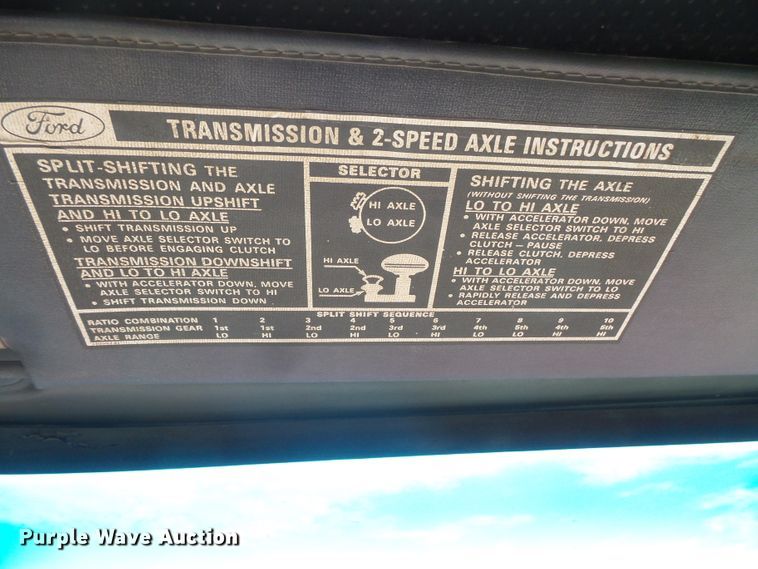 Ford
TRANSMISSION & 2-SPEED AXLE INSTRUCTIONS
SPLIT-SHIFTING THE
TRANSMISSION AND AXLE
TRANSMISSION UPSHIFT
AND HI TO LO AXLE
• SHIFT TRANSMISSION UP
• MOVE AXLE SELECTOR SWITCH TO
LO BEFORE ENGAGING CLUTCH
TRANSMISSION DOWNSHIFT
AND LO TO HI AXLE
• WITH ACCELERATOR DOWN, MOVE
AXLE SELECTOR SWITCH TO HI
• SHIFT TRANSMISSION DOWN
SELECTOR
HI AXLE
LO AXLE
HI AXLE
LO AXLE
SHIFTING THE AXLE
(WITHOUT SHIFTING THE TRANSMISSION)
LO TO HI AXLE
• WITH ACCELERATOR DOWN, MOVE
AXLE SELECTOR SWITCH TO HI
• RELEASE ACCELERATOR, DEPRESS
CLUTCH – PAUSE
• RELEASE CLUTCH, DEPRESS
ACCELERATOR
HI TO LO AXLE
• WITH ACCELERATOR DOWN, MOVE
AXLE SELECTOR SWITCH TO LO
• RAPIDLY RELEASE AND DEPRESS
ACCELERATOR
SPLIT SHIFT SEQUENCE
RATIO COMBINATION 1 2 3 4 5 6 7 8 9 10
TRANSMISSION GEAR 1st 1st 2nd 2nd 3rd 3rd 4th 5th 4th 5th
AXLE RANGE LO HI LO HI LO HI LO LO HI HI
Purple Wave Auction